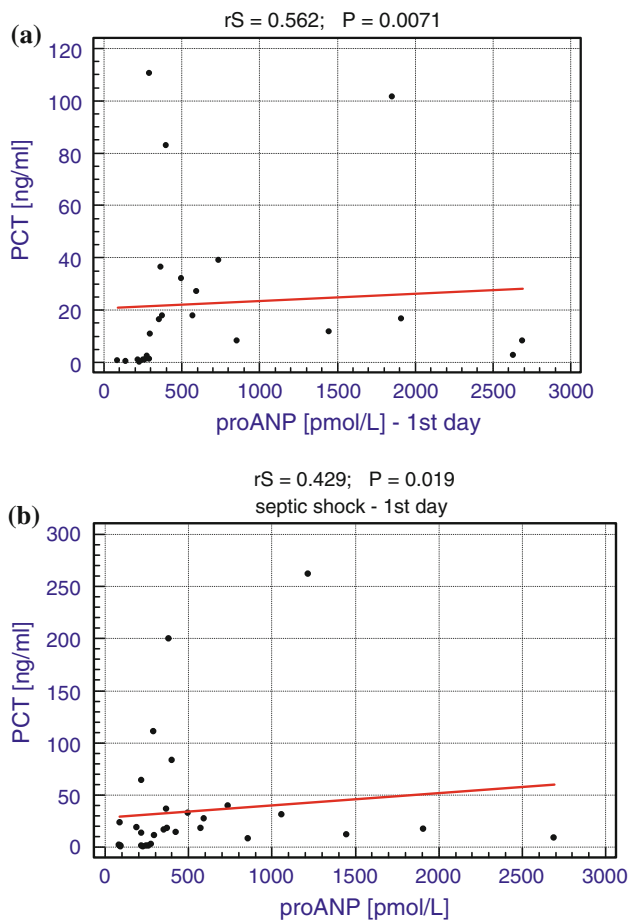 rS = 0.562; P = 0.0071
(a)
120
100
80
60
40
20
0
PCT [ng/ml]
0 500 1000 1500 2000 2500 3000
proANP [pmol/L] - 1st day
rS = 0.429; P = 0.019
septic shock - 1st day
(b)
300
250
200
150
100
50
0
PCT [ng/ml]
0 500 1000 1500 2000 2500 3000
proANP [pmol/L]